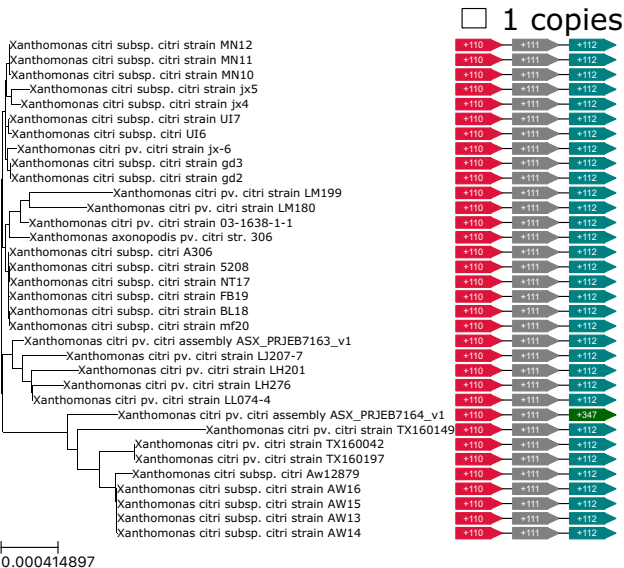 1 copies
Xanthomonas citri subsp. citri strain MN12 +110 +111 +112
Xanthomonas citri subsp. citri strain MN11 +110 +111 +112
Xanthomonas citri subsp. citri strain MN10 +110 +111 +112
Xanthomonas citri subsp. citri strain jx5 +110 +111 +112
Xanthomonas citri subsp. citri strain jx4 +110 +111 +112
Xanthomonas citri subsp. citri strain UI7 +110 +111 +112
Xanthomonas citri subsp. citri UI6 +110 +111 +112
Xanthomonas citri pv. citri strain jx-6 +110 +111 +112
Xanthomonas citri subsp. citri strain gd3 +110 +111 +112
Xanthomonas citri subsp. citri strain gd2 +110 +111 +112
Xanthomonas citri pv. citri strain LM199 +110 +111 +112
Xanthomonas citri pv. citri strain LM180 +110 +111 +112
Xanthomonas citri pv. citri strain 03-1638-1-1 +110 +111 +112
Xanthomonas axonopodis pv. citri str. 306 +110 +111 +112
Xanthomonas citri subsp. citri A306 +110 +111 +112
Xanthomonas citri subsp. citri strain 5208 +110 +111 +112
Xanthomonas citri subsp. citri strain NT17 +110 +111 +112
Xanthomonas citri subsp. citri strain FB19 +110 +111 +112
Xanthomonas citri subsp. citri strain BL18 +110 +111 +112
Xanthomonas citri subsp. citri strain mf20 +110 +111 +112
Xanthomonas citri pv. citri assembly ASX_PRJEB7163_v1 +110 +111 +112
Xanthomonas citri pv. citri strain LJ207-7 +110 +111 +112
Xanthomonas citri pv. citri strain LH201 +110 +111 +112
Xanthomonas citri pv. citri strain LH276 +110 +111 +112
Xanthomonas citri pv. citri strain LL074-4 +110 +111 +112
Xanthomonas citri pv. citri assembly ASX_PRJEB7164_v1 +110 +111 +347
Xanthomonas citri pv. citri strain TX160149 +110 +111 +112
Xanthomonas citri pv. citri strain TX160042 +110 +111 +112
Xanthomonas citri pv. citri strain TX160197 +110 +111 +112
Xanthomonas citri subsp. citri Aw12879 +110 +111 +112
Xanthomonas citri subsp. citri strain AW16 +110 +111 +112
Xanthomonas citri subsp. citri strain AW15 +110 +111 +112
Xanthomonas citri subsp. citri strain AW13 +110 +111 +112
Xanthomonas citri subsp. citri strain AW14 +110 +111 +112
0.000414897